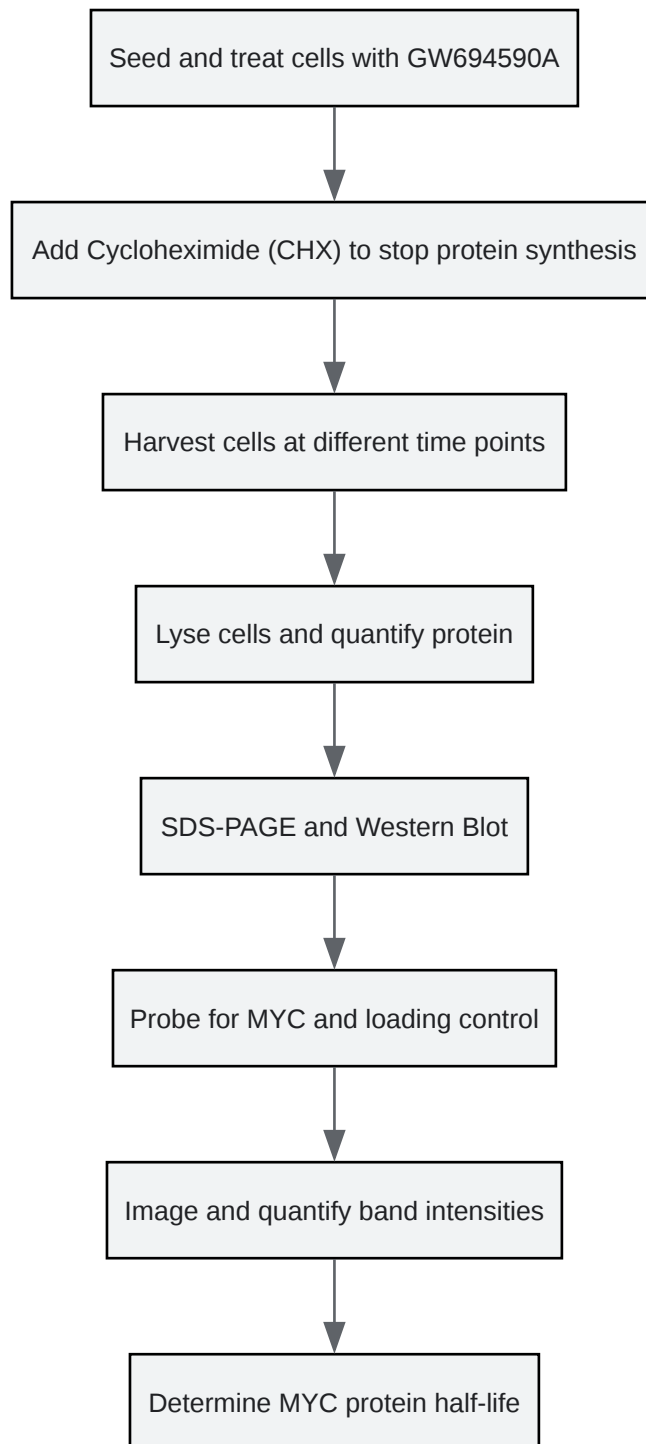 Seed and treat cells with GW694590A
Add Cycloheximide (CHX) to stop protein synthesis
Harvest cells at different time points
Lyse cells and quantify protein
SDS-PAGE and Western Blot
Probe for MYC and loading control
Image and quantify band intensities
Determine MYC protein half-life